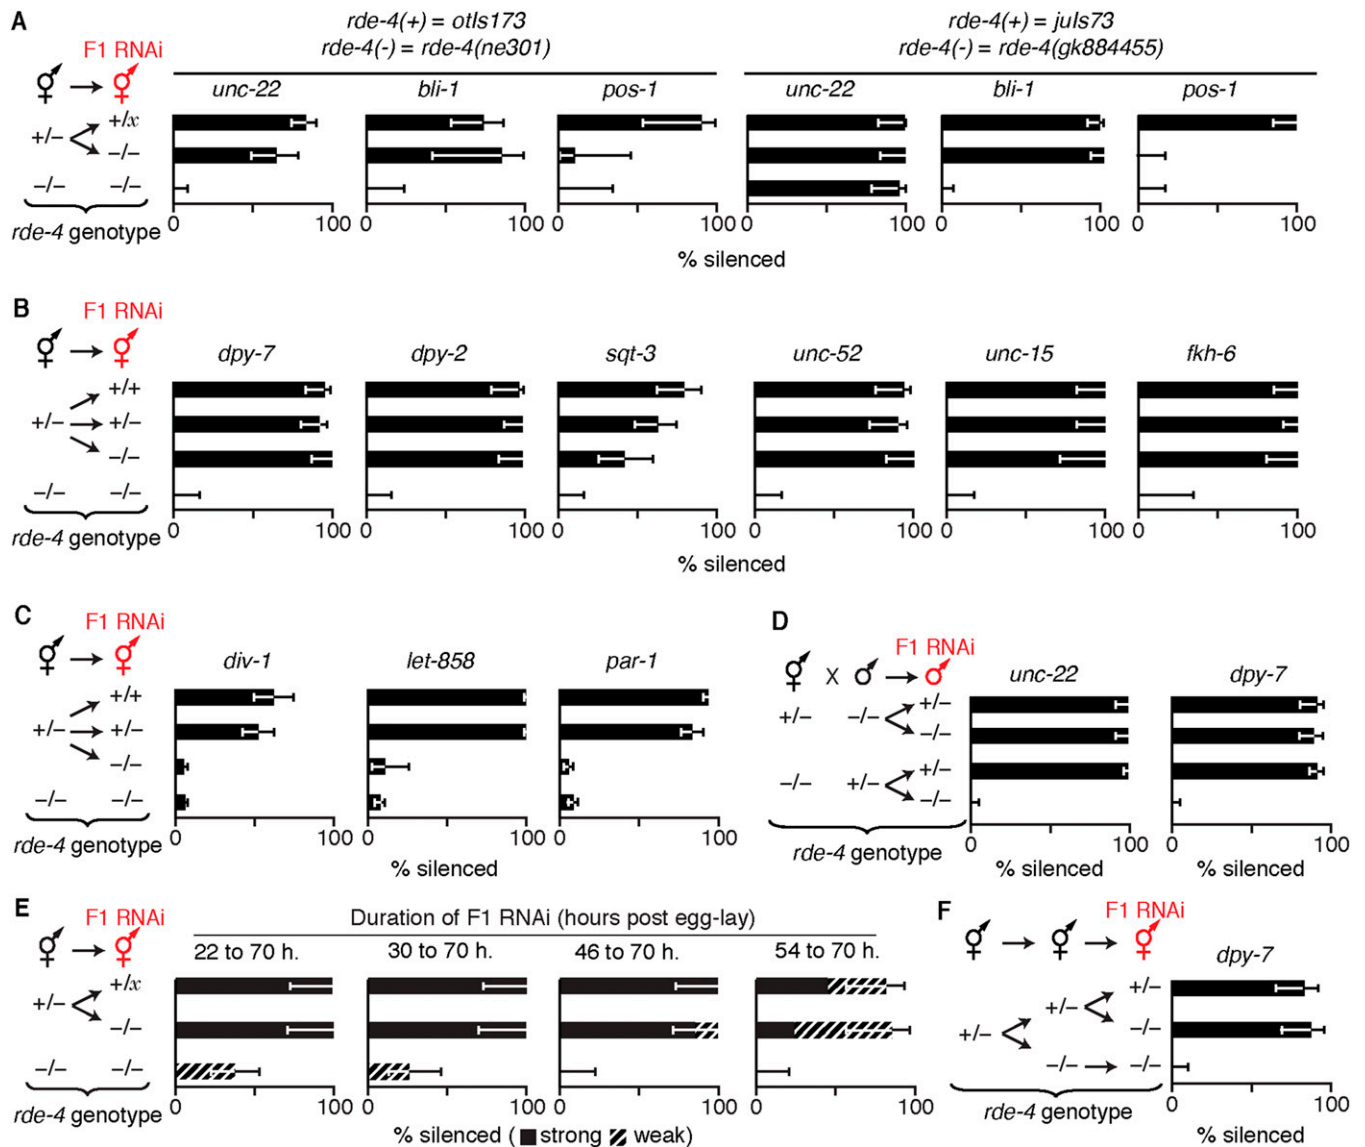 A
rde-4(+) = otIs173
rde-4(-) = rde-4(ne301)
rde-4(+) = juIs73
rde-4(-) = rde-4(gk884455)
F1 RNAi
unc-22
bli-1
pos-1
unc-22
bli-1
pos-1
+/–
+/x
–/–
–/– –/–
rde-4 genotype
0 100
0 100
0 100
0 100
0 100
0 100
% silenced
B
F1 RNAi
dpy-7
dpy-2
sqt-3
unc-52
unc-15
fkh-6
+/+
+/– +/–
–/–
–/– –/–
rde-4 genotype
0 100
0 100
0 100
0 100
0 100
0 100
% silenced
C
F1 RNAi
div-1
let-858
par-1
+/+
+/– +/–
–/–
–/– –/–
rde-4 genotype
0 100
0 100
0 100
% silenced
D
F1 RNAi
X
unc-22
dpy-7
+/– –/– +/–
–/–
–/– +/– +/–
–/–
rde-4 genotype
0 100
0 100
% silenced
% silenced
E
F1 RNAi
Duration of F1 RNAi (hours post egg-lay)
22 to 70 h.
30 to 70 h.
46 to 70 h.
54 to 70 h.
+/–
+/x
–/–
–/– –/–
rde-4 genotype
0 100
0 100
0 100
0 100
% silenced ( strong weak)
F
F1 RNAi
dpy-7
+/–
+/–
+/– –/–
–/– –/–
rde-4 genotype
0 100
% silenced